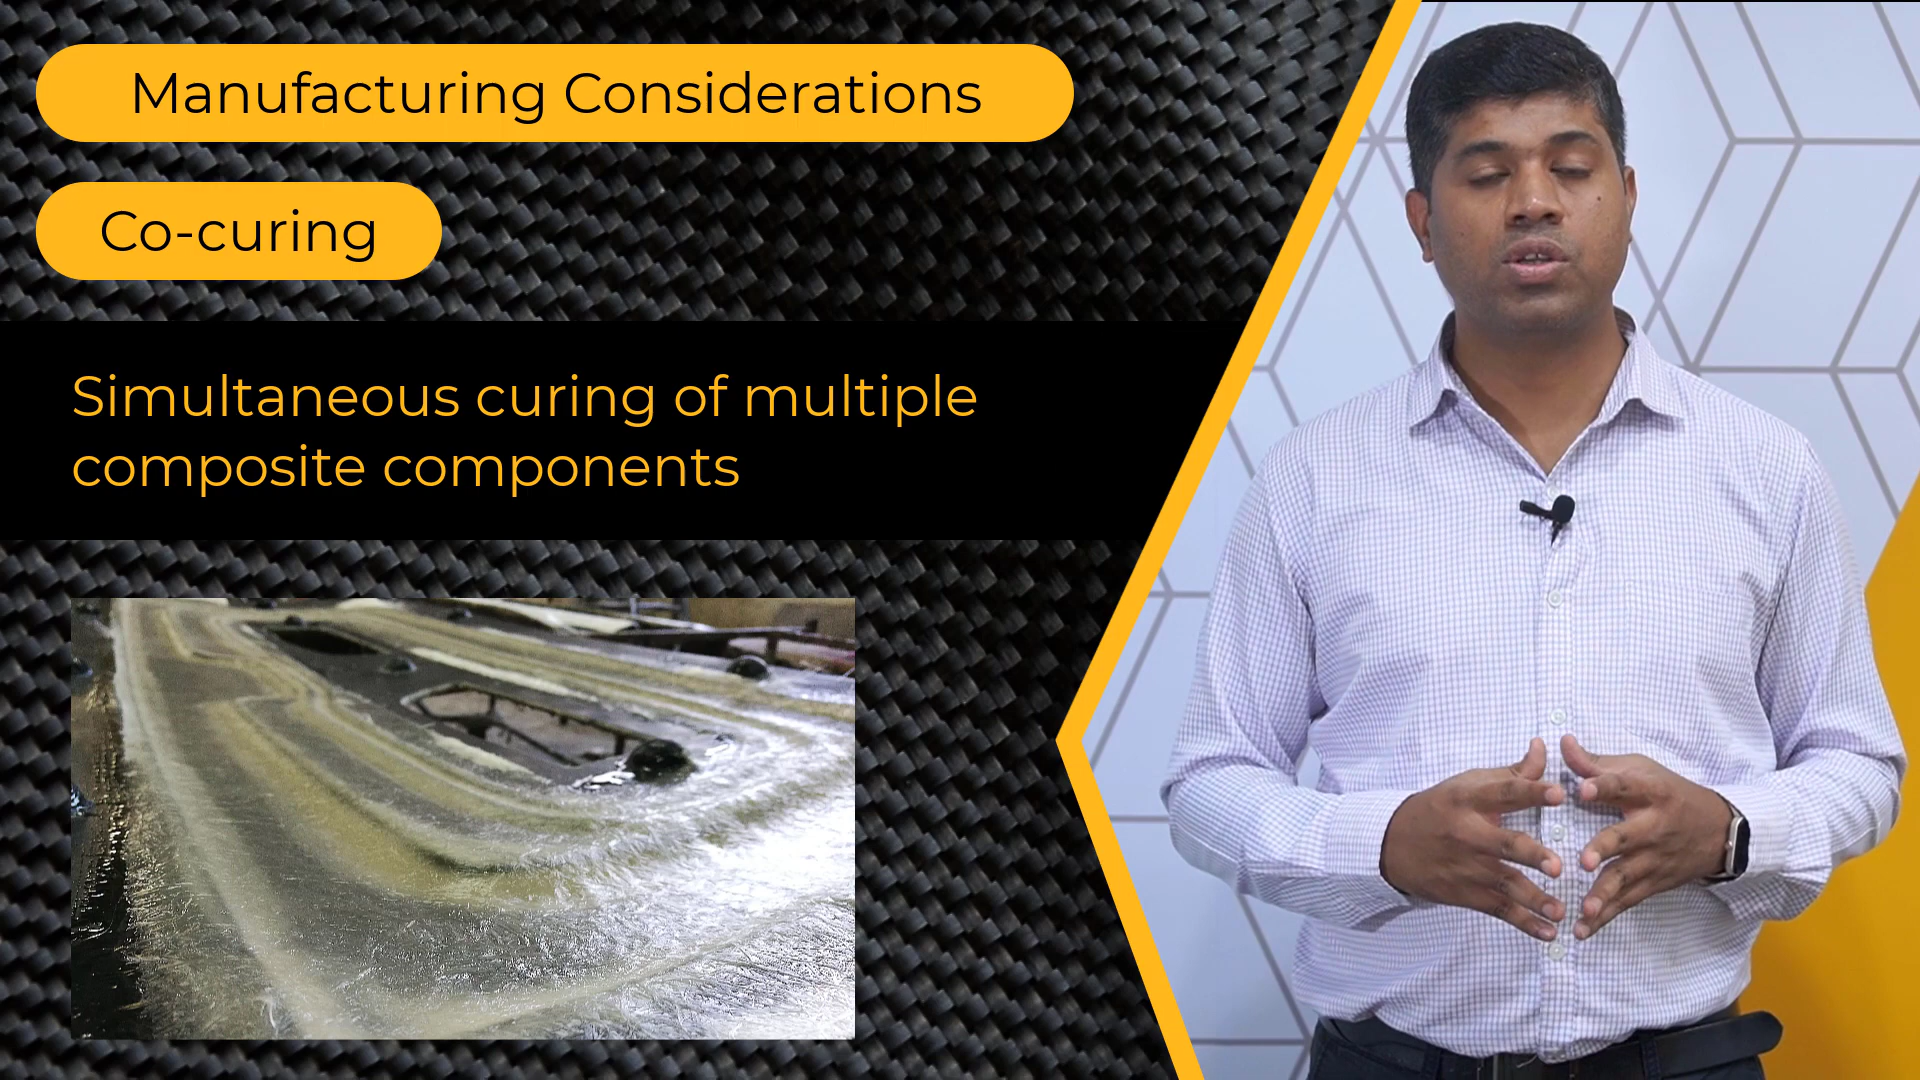 Manufacturing Considerations
Co-curing
Simultaneous curing of multiple
composite components